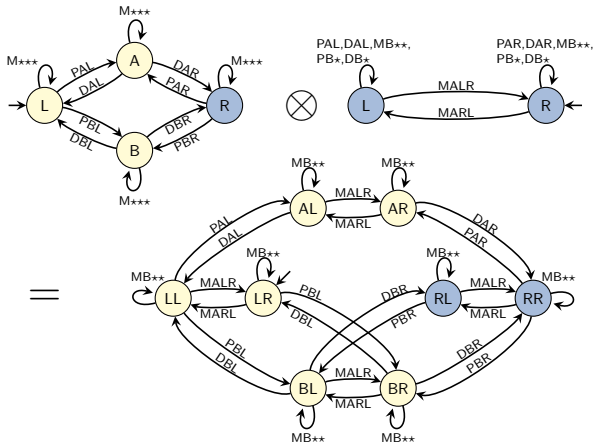 M⋆⋆⋆
M⋆⋆⋆
PAL
DAL
A
DAR
PAR
M⋆⋆⋆
L
R
PBL
DBL
B
DBR
PBR
M⋆⋆⋆
⊗
PAL,DAL,MB⋆⋆,
PB⋆,DB⋆
PAR,DAR,MB⋆⋆,
PB⋆,DB⋆
L
MALR
MARL
R
=
MB⋆⋆
MB⋆⋆
AL
MALR
MARL
AR
PAL
DAL
DAR
PAR
MB⋆⋆
MB⋆⋆
MB⋆⋆
MB⋆⋆
LL
MALR
MARL
LR
PBL
DBL
DBR
PBR
RL
MALR
MARL
RR
PBL
DBL
DBR
PBR
BL
MALR
MARL
BR
MB⋆⋆
MB⋆⋆